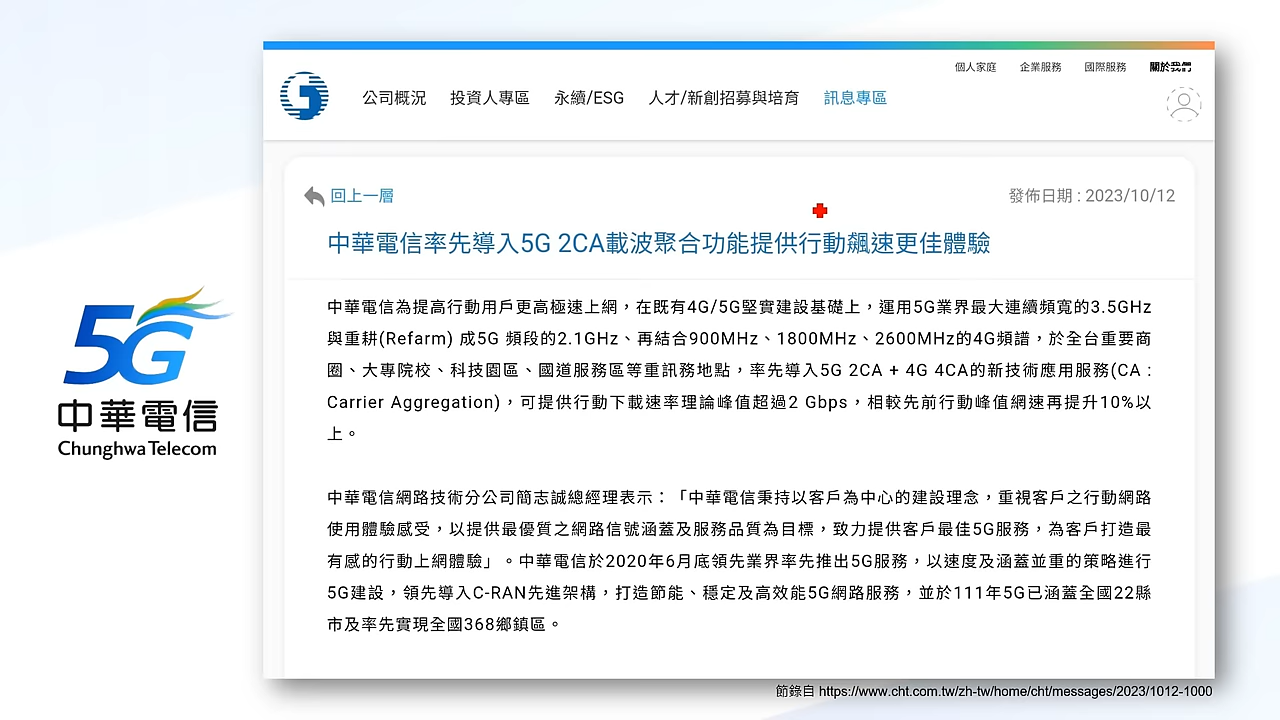 個人家庭 企業服務 國際服務 關於我們
公司概況 投資人專區 永續/ESG 人才/新創招募與培育 訊息專區
回上一層
發佈日期 : 2023/10/12
中華電信率先導入5G 2CA載波聚合功能提供行動飆速更佳體驗
中華電信為提高行動用戶更高極速上網，在既有4G/5G堅實建設基礎上，運用5G業界最大連續頻寬的3.5GHz
與重耕(Refarm) 成5G 頻段的2.1GHz、再結合900MHz、1800MHz、2600MHz的4G頻譜，於全台重要商
圈、大專院校、科技園區、國道服務區等重訊務地點，率先導入5G 2CA + 4G 4CA的新技術應用服務(CA :
Carrier Aggregation)，可提供行動下載速率理論峰值超過2 Gbps，相較先前行動峰值網速再提升10%以
上。
中華電信網路技術分公司簡志誠總經理表示：「中華電信秉持以客戶為中心的建設理念，重視客戶之行動網路
使用體驗感受，以提供最優質之網路信號涵蓋及服務品質為目標，致力提供客戶最佳5G服務，為客戶打造最
有感的行動上網體驗」。中華電信於2020年6月底領先業界率先推出5G服務，以速度及涵蓋並重的策略進行
5G建設，領先導入C-RAN先進架構，打造節能、穩定及高效能5G網路服務，並於111年5G已涵蓋全國22縣
市及率先實現全國368鄉鎮區。
5G
中華電信
Chunghwa Telecom
節錄自 https://www.cht.com.tw/zh-tw/home/cht/messages/2023/1012-1000